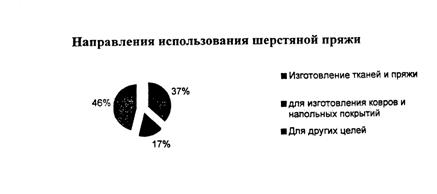 Направления использования шерстяной пряжи
37%
46%
17%
Изготовление тканей и пряжи
для изготовления ковров и
напольных покрытий
Для других целей